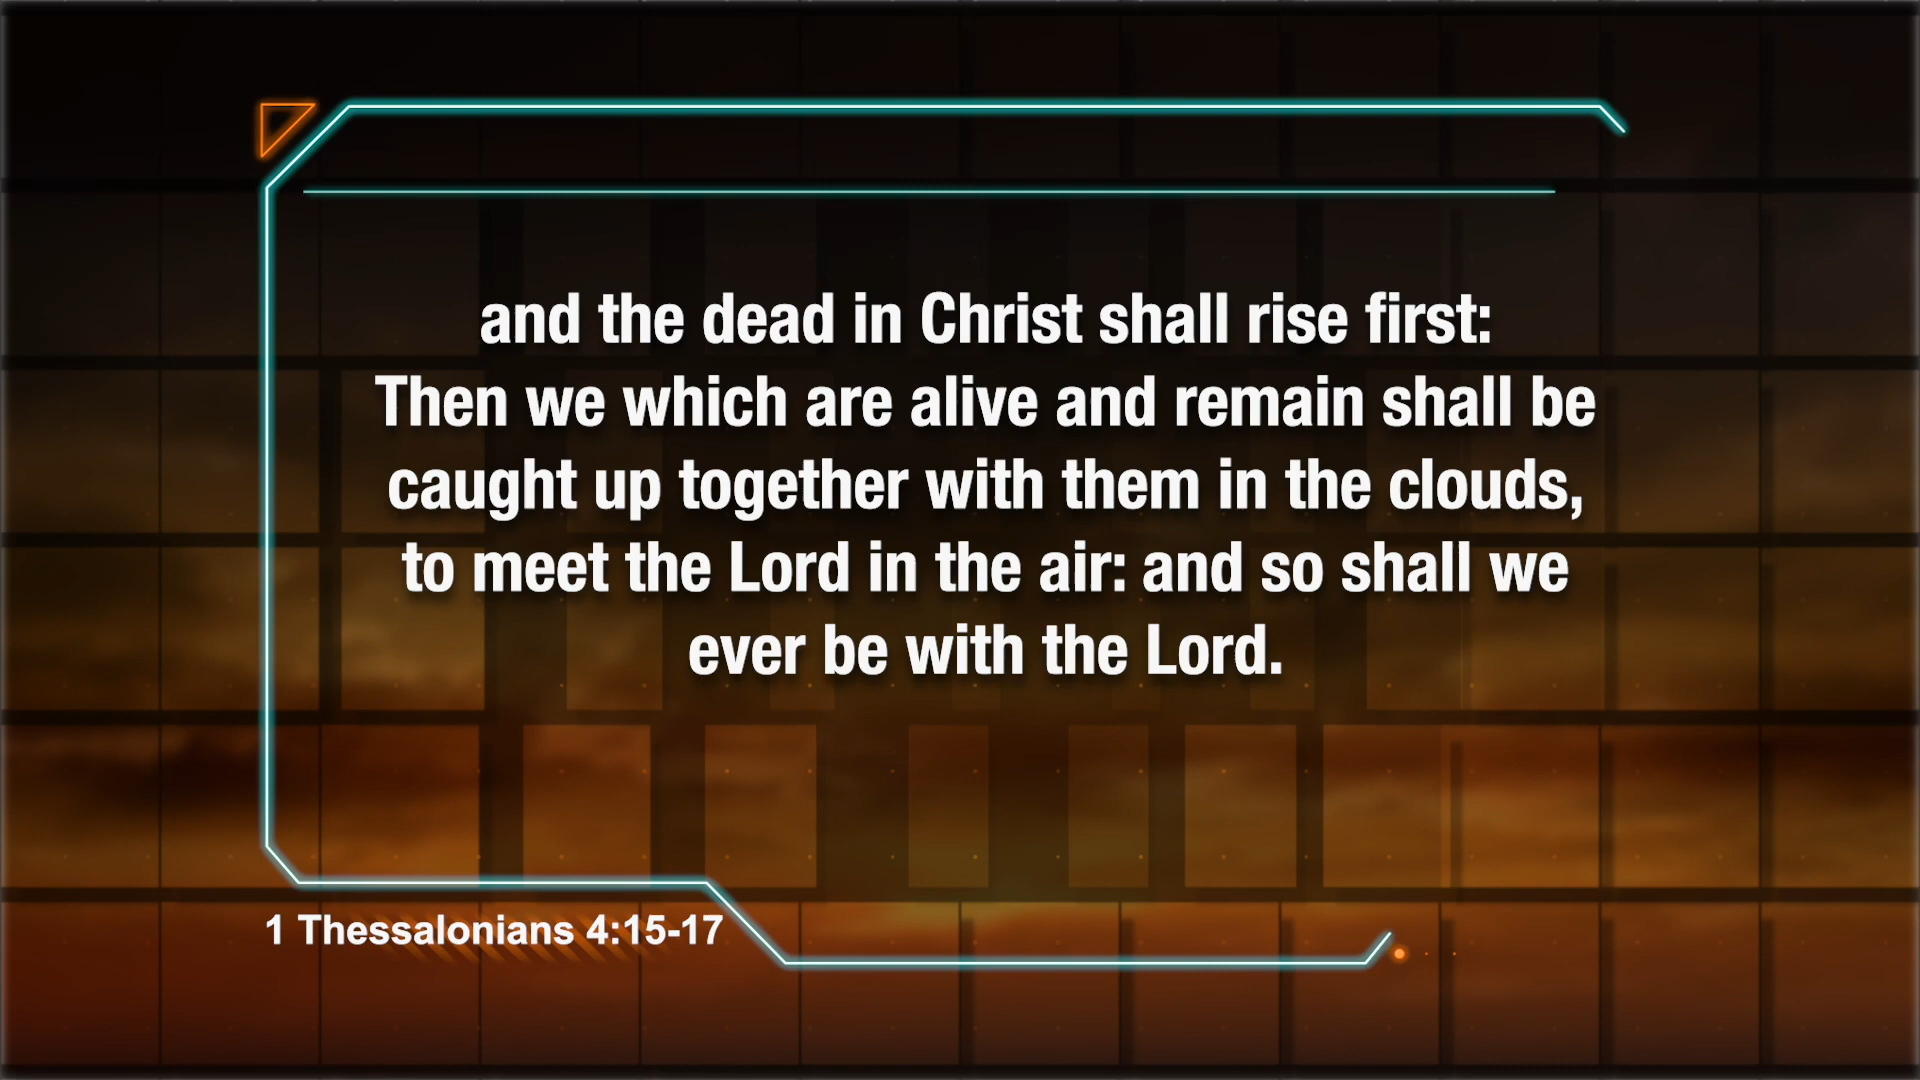 and the dead in Christ shall rise first:
Then we which are alive and remain shall be
caught up together with them in the clouds,
to meet the Lord in the air: and so shall we
ever be with the Lord.
1 Thessalonians 4:15-17